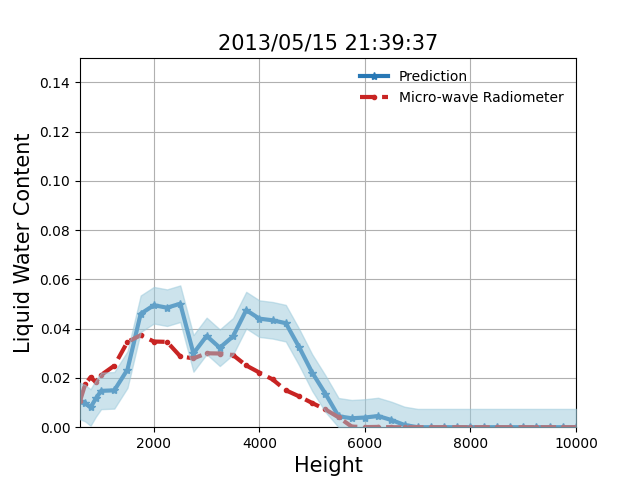 2013/05/15 21:39:37
Prediction
Micro-wave Radiometer
Liquid Water Content
0.14
0.12
0.10
0.08
0.06
0.04
0.02
0.00
2000 4000 6000 8000 10000
Height